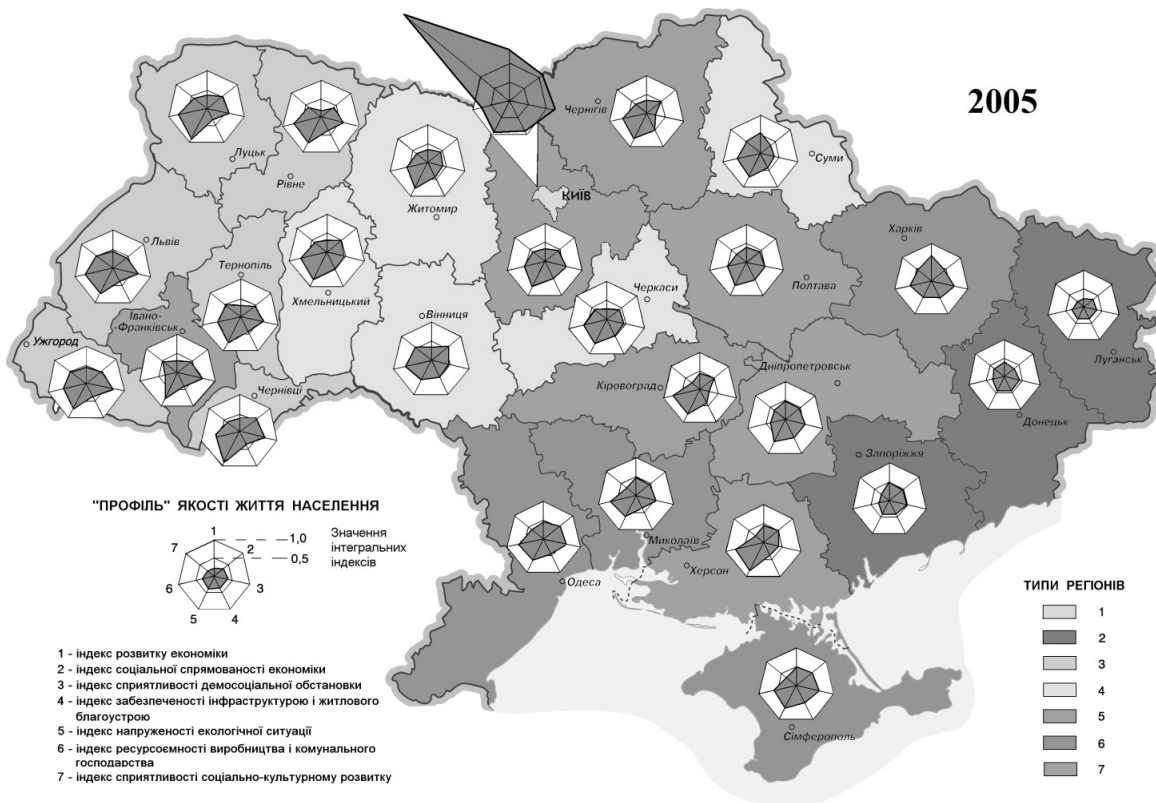 2005
Чернігів
Суми
Луцьк
Рівне
Житомир
КИЇВ
Львів
Тернопіль
Хмельницький
Харків
Полтава
Черкаси
Вінниця
Івано-
Франківськ
Ужгород
Чернівці
Луганськ
Кіровоград
Дніпропетровськ
Донецьк
Запоріжжя
Миколаїв
Херсон
Одеса
Сімферополь
"ПРОФІЛЬ" ЯКОСТІ ЖИТТЯ НАСЕЛЕННЯ
1
2
3
4
5
6
7
1,0
0,5
Значення
інтегральних
індексів
1 - індекс розвитку економіки
2 - індекс соціальної спрямованості економіки
3 - індекс сприятливості демосоціальної обстановки
4 - індекс забезпеченості інфраструктурою і житлового
благоустрою
5 - індекс напруженості екологічної ситуації
6 - індекс ресурсоємності виробництва і комунального
господарства
7 - індекс сприятливості соціально-культурному розвитку
ТИПИ РЕГІОНІВ
1
2
3
4
5
6
7